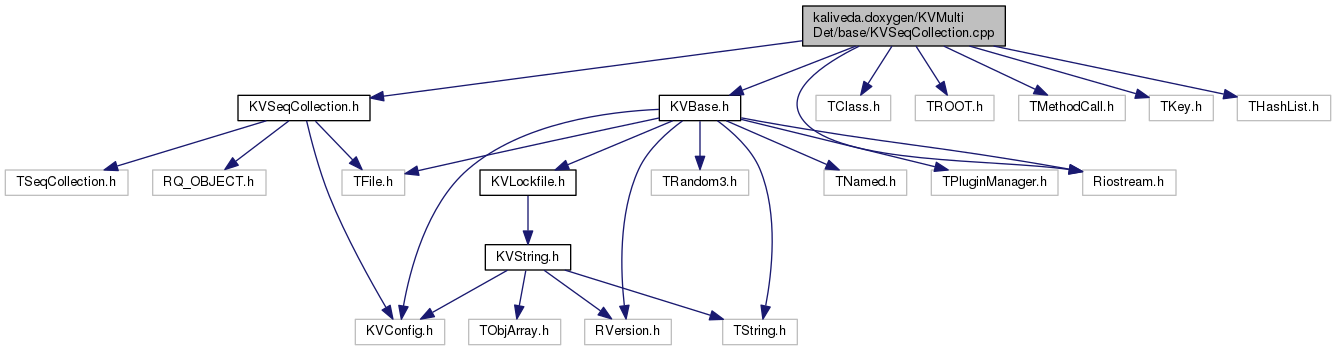 kaliveda.doxygen/KVMulti
Det/base/KVSeqCollection.cpp
KVSeqCollection.h
KVBase.h
TClass.h
TROOT.h
TMethodCall.h
TKey.h
THashList.h
TSeqCollection.h
RQ_OBJECT.h
TFile.h
KVLockfile.h
TRandom3.h
TNamed.h
TPluginManager.h
Riostream.h
KVString.h
KVConfig.h
TObjArray.h
RVersion.h
TString.h